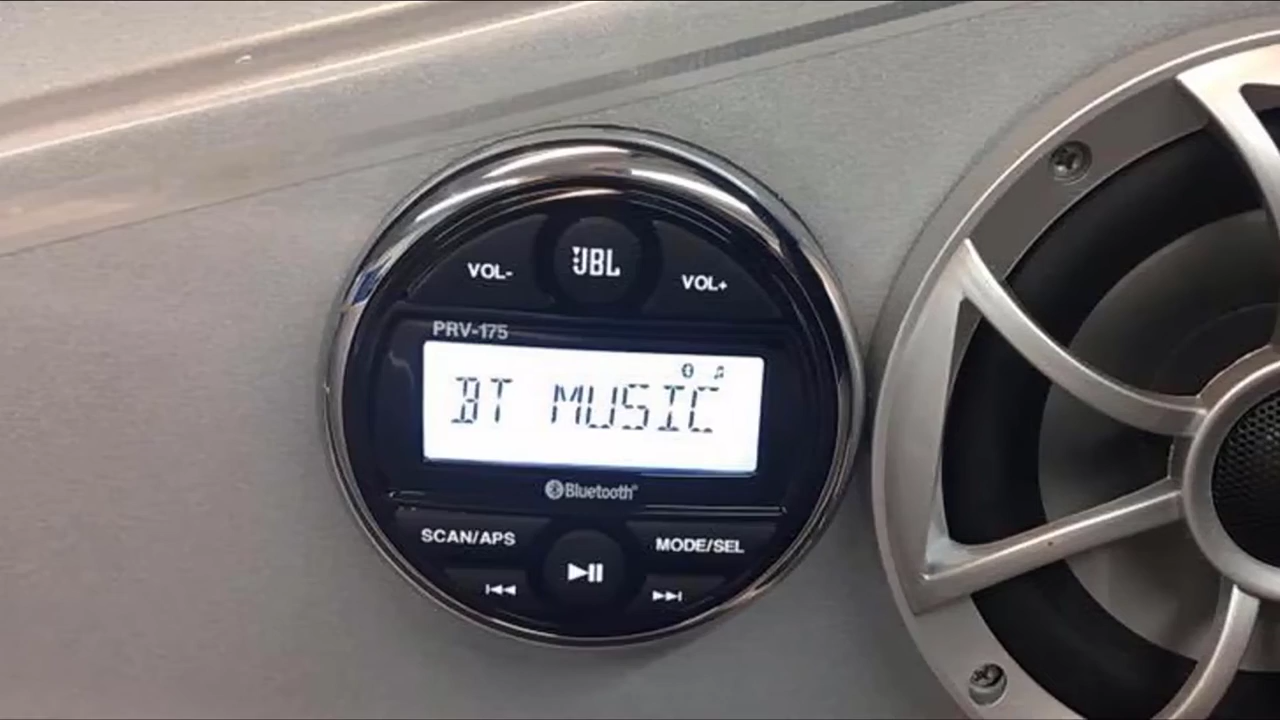 VOL-
JBL
VOL+
PRV-175
BT MUSIC
Bluetooth®
SCAN/APS
MODE/SEL